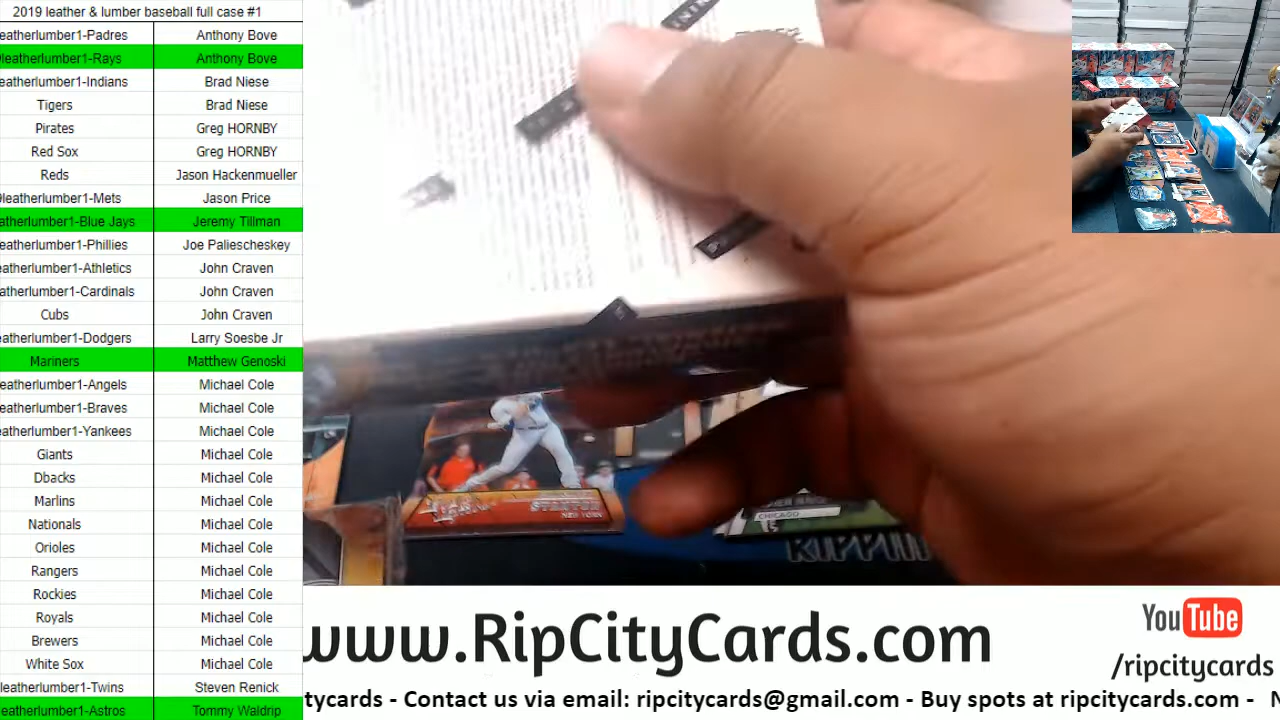 2019 leather & lumber baseball full case #1
eatherlumber1-Padres Anthony Bove
leatherlumber1-Rays Anthony Bove
eatherlumber1-Indians Brad Niese
Tigers Brad Niese
Pirates Greg HORNBY
Red Sox Greg HORNBY
Reds Jason Hackenmueller
9leatherlumber1-Mets Jason Price
atherlumber1-Blue Jays Jeremy Tillman
eatherlumber1-Phillies Joe Paliescheskey
eatherlumber1-Athletics John Craven
atherlumber1-Cardinals John Craven
Cubs John Craven
eatherlumber1-Dodgers Larry Soesbe Jr
Mariners Matthew Genoski
eatherlumber1-Angels Michael Cole
eatherlumber1-Braves Michael Cole
eatherlumber1-Yankees Michael Cole
Giants Michael Cole
Dbacks Michael Cole
Marlins Michael Cole
Nationals Michael Cole
Orioles Michael Cole
Rangers Michael Cole
Rockies Michael Cole
Royals Michael Cole
Brewers Michael Cole
White Sox Michael Cole
leatherlumber1-Twins Steven Renick
eatherlumber1-Astros Tommy Waldrip
STANTON
NEW YORK
CHICAGO
RIPPIN
www.RipCityCards.com
YouTube
/ripcitycards
tycards - Contact us via email: ripcitycards@gmail.com - Buy spots at ripcitycards.com - N